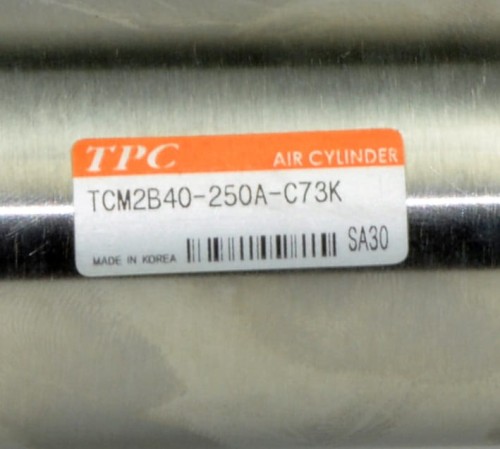 TPC AIR CYLINDER
TCM2B40-250A-C73K
MADE IN KOREA SA30